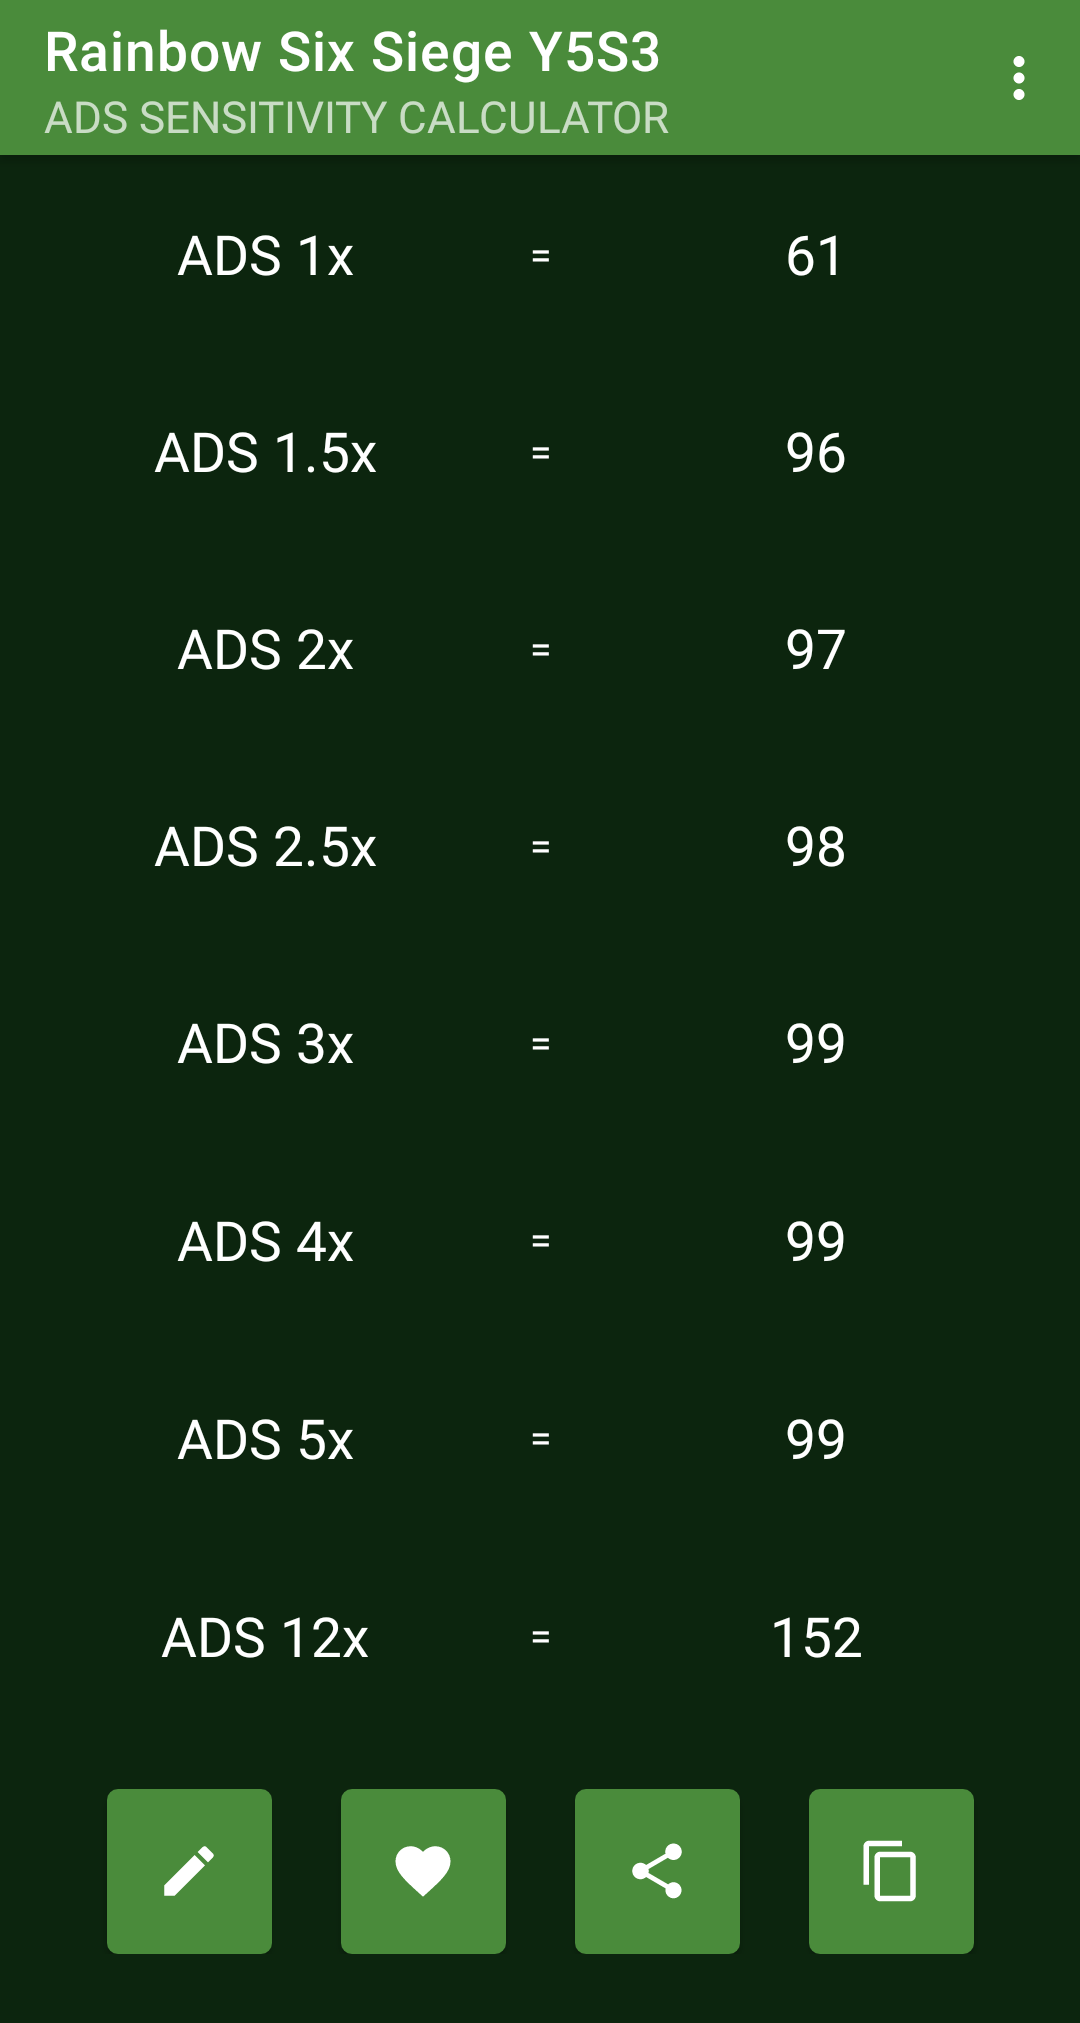 Rainbow Six Siege Y5S3
ADS SENSITIVITY CALCULATOR
ADS 1x = 61
ADS 1.5x = 96
ADS 2x = 97
ADS 2.5x = 98
ADS 3x = 99
ADS 4x = 99
ADS 5x = 99
ADS 12x = 152